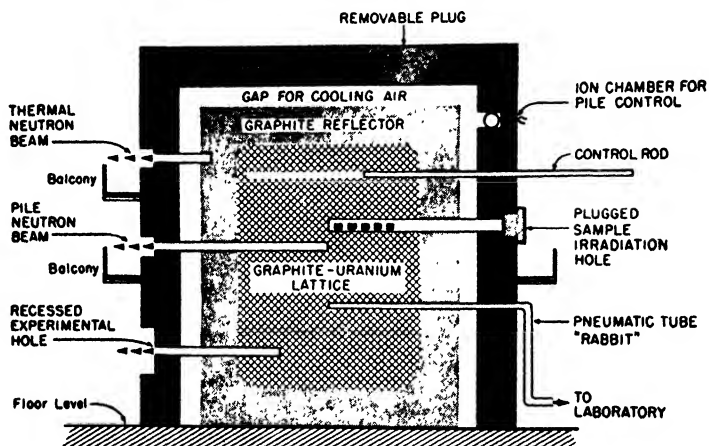 REMOVABLE PLUG
GAP FOR COOLING AIR
GRAPHITE REFLECTOR
ION CHAMBER FOR
PILE CONTROL
THERMAL
NEUTRON
BEAM
CONTROL ROD
Balcony
PILE
NEUTRON
BEAM
PLUGGED
SAMPLE
IRRADIATION
HOLE
Balcony
GRAPHITE-URANIUM
LATTICE
RECESSED
EXPERIMENTAL
HOLE
PNEUMATIC TUBE
"RABBIT"
Floor Level
TO
LABORATORY